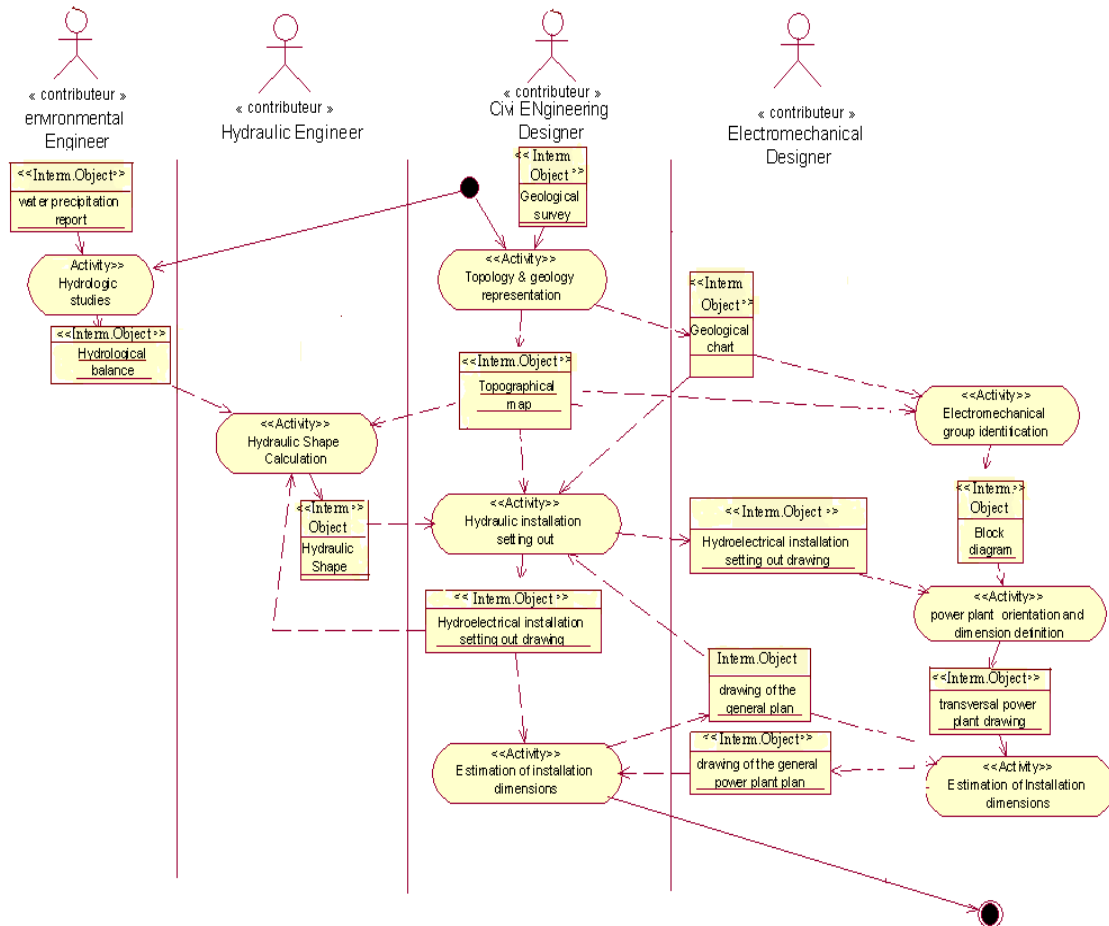 « contributeur »
environmental
Engineer
« contributeur »
Hydraulic Engineer
« contributeur »
Civi ENgineering
Designer
« contributeur »
Electromechanical
Designer
<<Interm.Object>>
water precipitation
report
<< Interm
Object >>
Geological
survey
Activity>>
Hydrologic
studies
<<Activity>>
Topology & geology
representation
<<Interm
Object>>
Geological
chart
<<Interm.Object>>
Hydrological
balance
<<Interm.Object>>
Topographical
map
<<Activity>>
Hydraulic Shape
Calculation
<<Activity>>
Electromechanical
group identification
<<Interm >>
Object
Hydraulic
Shape
<<Activity>>
Hydraulic installation
setting out
<< Interm.Object>>
Hydroelectrical installation
setting out drawing
<<Interm>>
Object
Block
diagram
<< Interm.Object>>
Hydroelectrical installation
setting out drawing
<<Activity>>
power plant orientation and
dimension definition
Interm.Object
drawing of the
general plan
<<Interm.Object>>
transversal power
plant drawing
<<Activity>>
Estimation of installation
dimensions
<<Interm.Object>>
drawing of the general
power plant plan
<<Activity>>
Estimation of Installation
dimensions